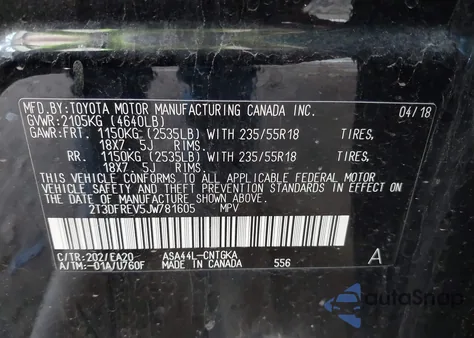 MFD.BY:TOYOTA MOTOR MANUFACTURING CANADA INC. 04/18
GVWR:2105KG (4640LB)
GAWR:FRT. 1150KG (2535LB) WITH 235/55R18 TIRES,
18X7.5J RIMS.
RR. 1150KG (2535LB) WITH 235/55R18 TIRES,
18X7.5J RIMS.
THIS VEHICLE CONFORMS TO ALL APPLICABLE FEDERAL MOTOR
VEHICLE SAFETY AND THEFT PREVENTION STANDARDS IN EFFECT ON
THE DATE OF MANUFACTURE SHOWN ABOVE.
2T3DFREV5JW781605 MPV
C/TR:202/EA20 ASA44L-CNTGKA A
A/TM:-01A/U760F MADE IN CANADA 556
autoSnap